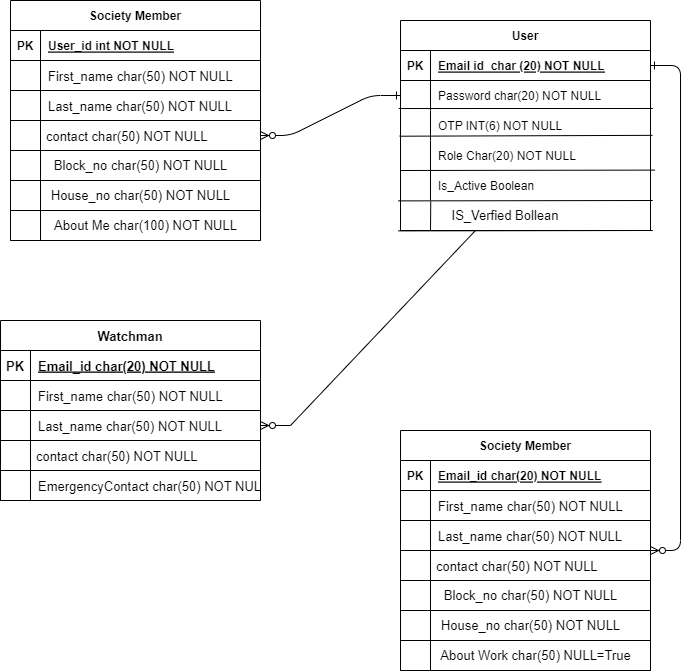 Society Member
PK User_id int NOT NULL
First_name char(50) NOT NULL
Last_name char(50) NOT NULL
contact char(50) NOT NULL
Block_no char(50) NOT NULL
House_no char(50) NOT NULL
About Me char(100) NOT NULL
User
PK Email id char (20) NOT NULL
Password char(20) NOT NULL
OTP INT(6) NOT NULL
Role Char(20) NOT NULL
Is_Active Boolean
IS_Verfied Bollean
Watchman
PK Email_id char(20) NOT NULL
First_name char(50) NOT NULL
Last_name char(50) NOT NULL
contact char(50) NOT NULL
EmergencyContact char(50) NOT NUL
Society Member
PK Email_id char(20) NOT NULL
First_name char(50) NOT NULL
Last_name char(50) NOT NULL
contact char(50) NOT NULL
Block_no char(50) NOT NULL
House_no char(50) NOT NULL
About Work char(50) NULL=True